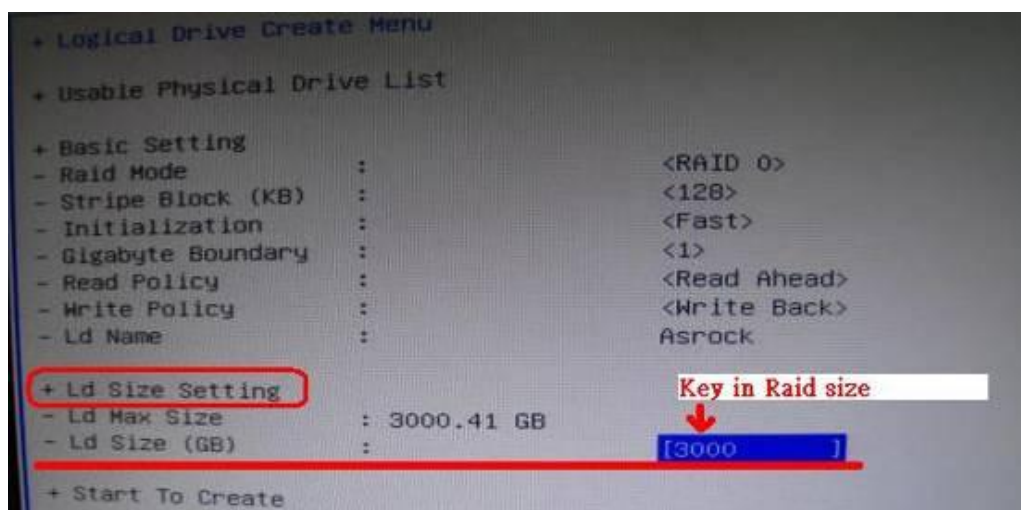 + Logical Drive Create Menu
+ Usable Physical Drive List
+ Basic Setting
- Raid Mode : <RAID 0>
- Stripe Block (KB) : <128>
- Initialization : <Fast>
- Gigabyte Boundary : <1>
- Read Policy : <Read Ahead>
- Write Policy : <Write Back>
- Ld Name : Asrock
+ Ld Size Setting
Key in Raid size
- Ld Max Size : 3000.41 GB
- Ld Size (GB) : [3000 ]
+ Start To Create